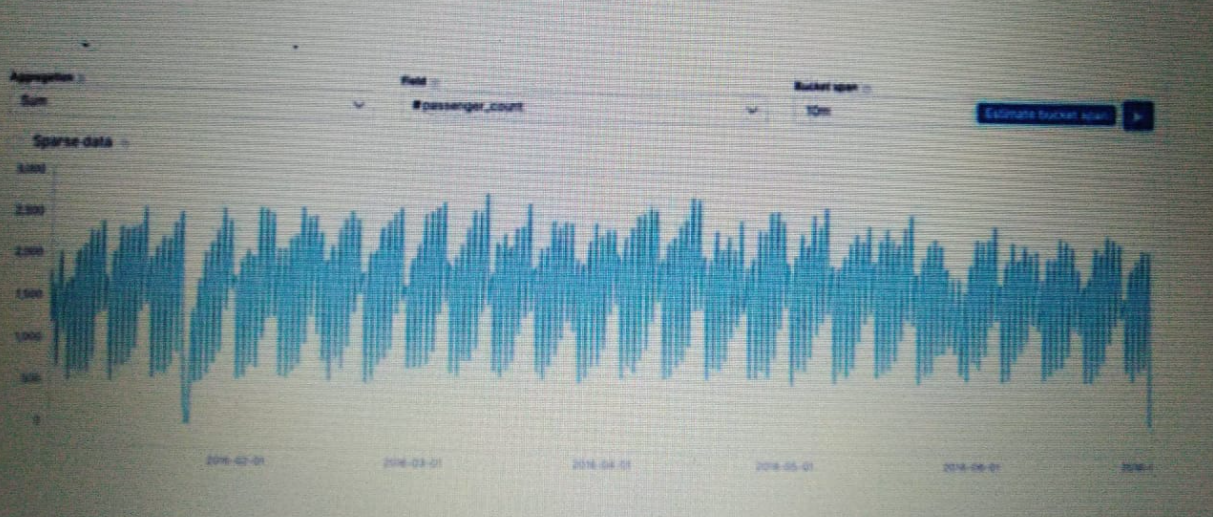 Aggregation
Field
Bucket span
Sum
#passenger_count
10m
Estimate bucket span
Sparse data
3,000
2,500
2,000
1,500
1,000
500
0
2016-02-01
2016-03-01
2016-04-01
2016-05-01
2016-06-01